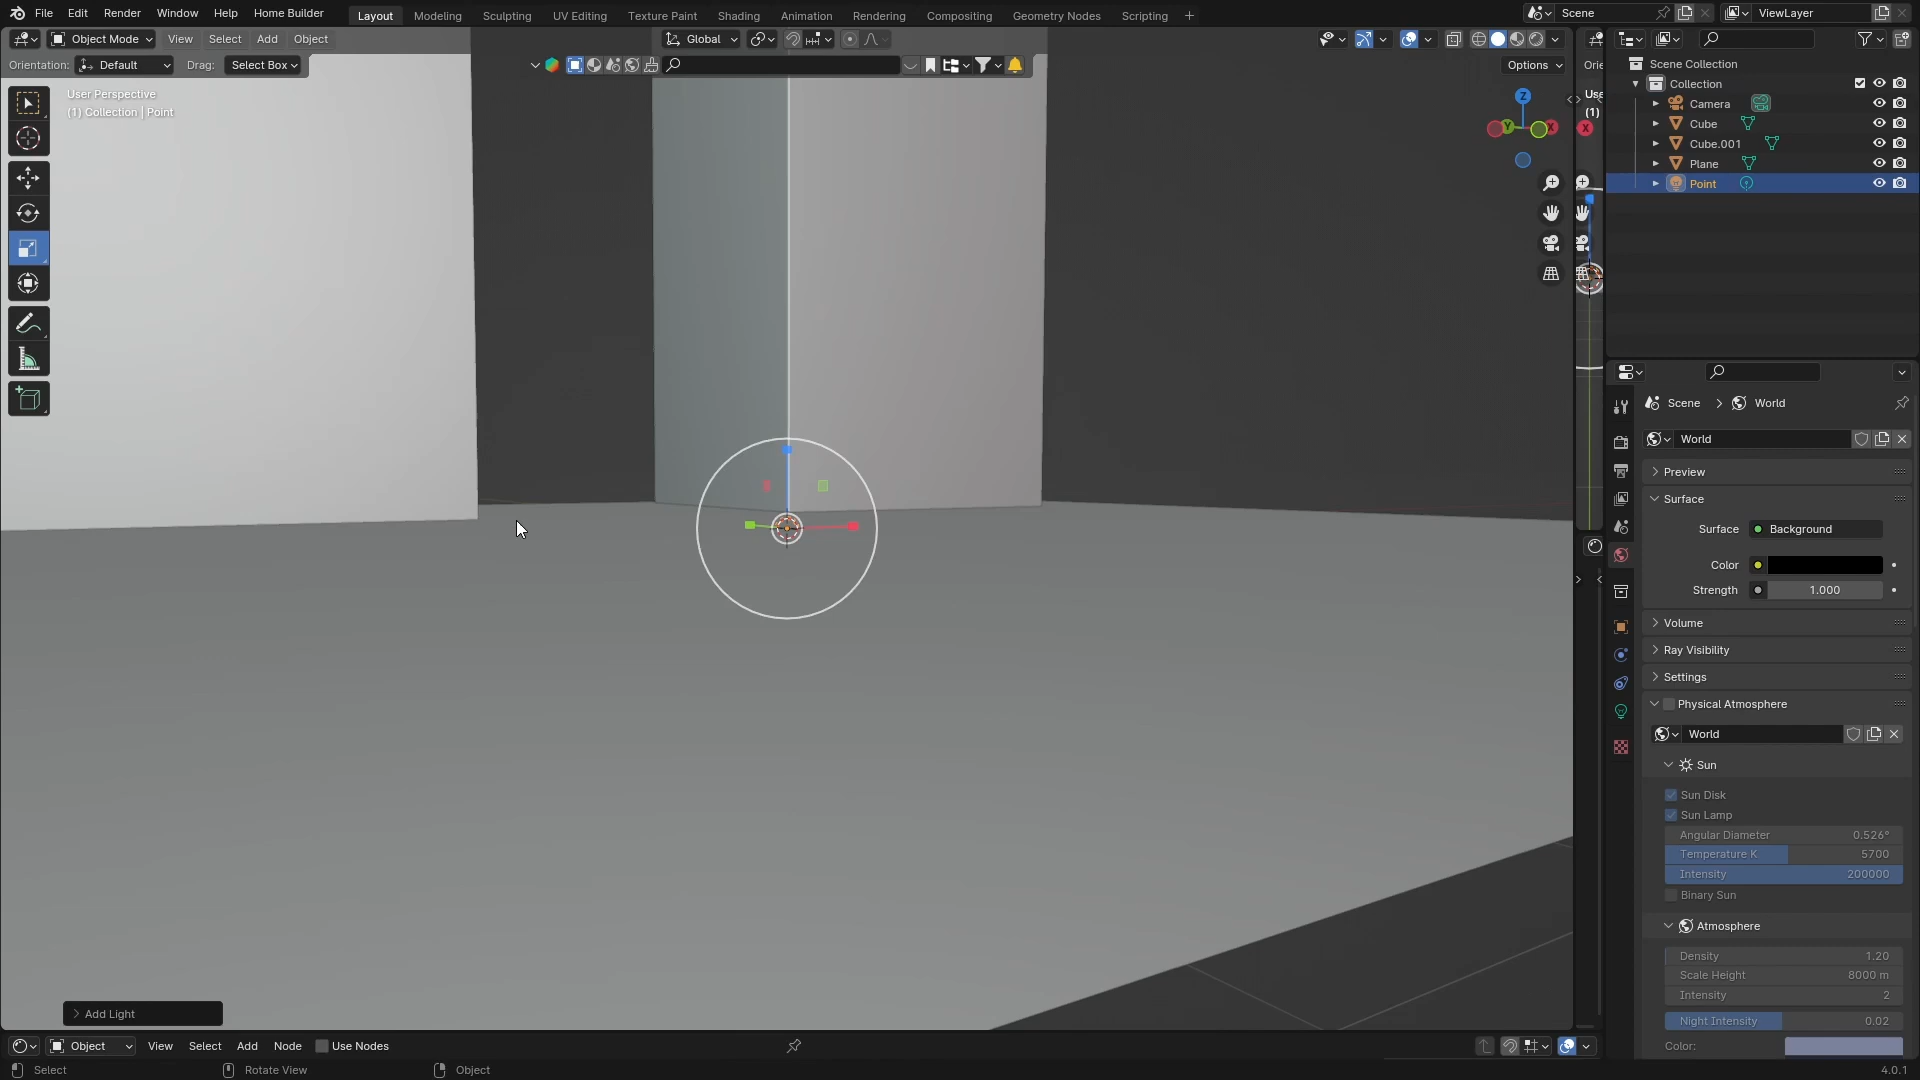 File Edit Render Window Help Home Builder Layout Modeling Sculpting UV Editing Texture Paint Shading Animation Rendering Compositing Geometry Nodes Scripting + Scene ViewLayer
Object Mode View Select Add Object Global
Orientation: Default Drag: Select Box Options
User Perspective
(1) Collection | Point
Z
Y
X
X
Orie
Use
(1)
Scene Collection
Collection
Camera
Cube
Cube.001
Plane
Point
Scene > World
World
Preview
Surface
Surface Background
Color
Strength 1.000
Volume
Ray Visibility
Settings
Physical Atmosphere
World
Sun
Sun Disk
Sun Lamp
Angular Diameter 0.526°
Temperature K 5700
Intensity 200000
Binary Sun
Atmosphere
Density 1.20
Scale Height 8000 m
Intensity 2
Night Intensity 0.02
Color:
Add Light
Object View Select Add Node Use Nodes
Select Rotate View Object 4.0.1